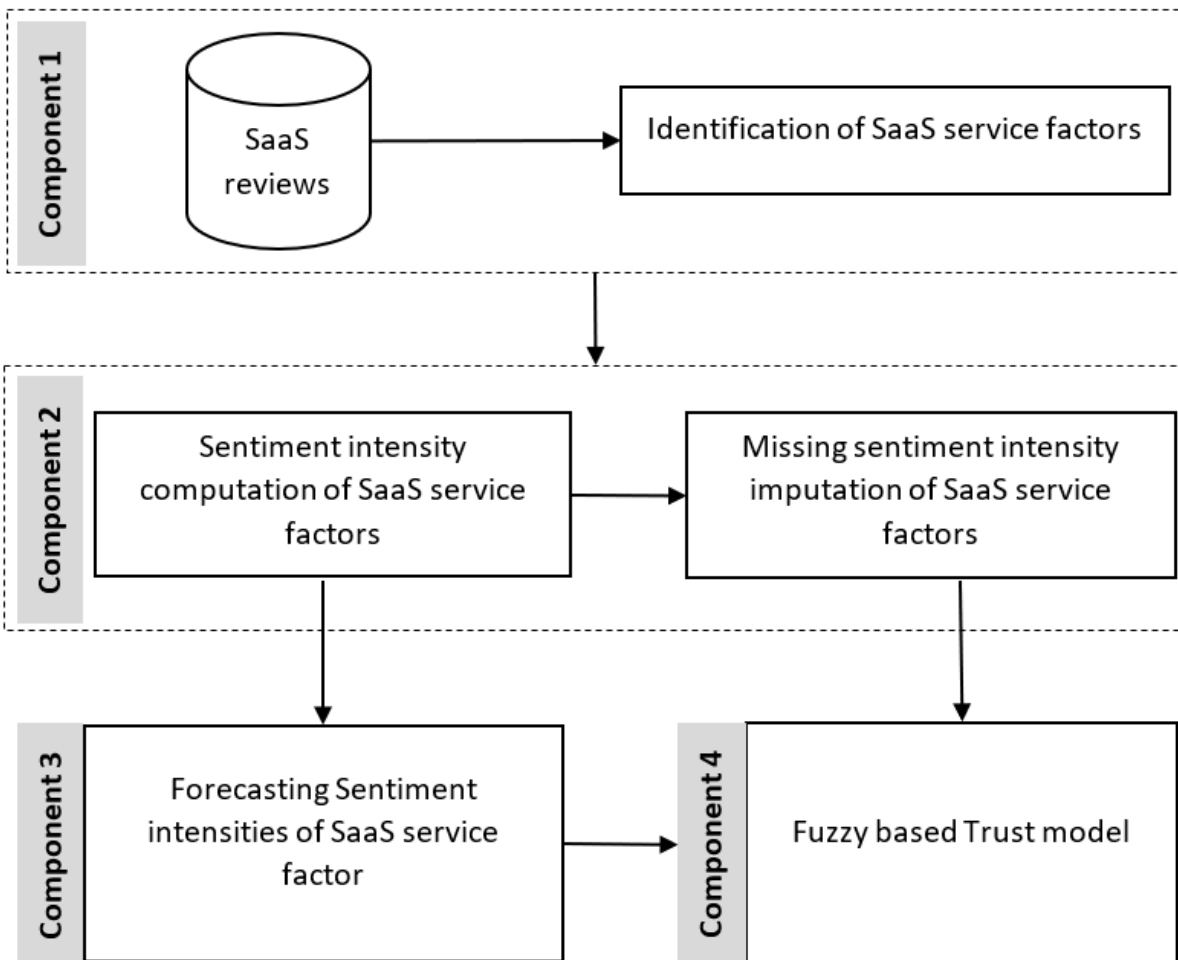 Component 1
SaaS
reviews
Identification of SaaS service factors
Component 2
Sentiment intensity
computation of SaaS service
factors
Missing sentiment intensity
imputation of SaaS service
factors
Component 3
Forecasting Sentiment
intensities of SaaS service
factor
Component 4
Fuzzy based Trust model